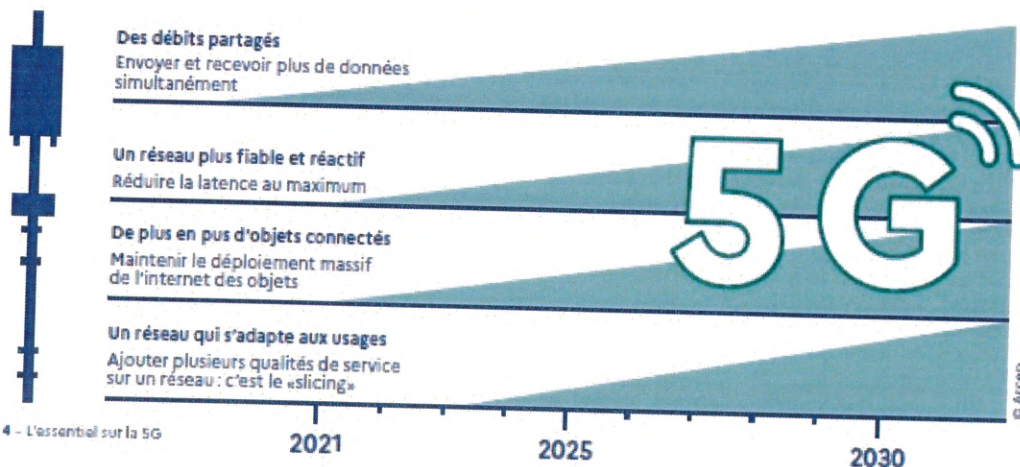 Des débits partagés
Envoyer et recevoir plus de données
simultanément
Un réseau plus fiable et réactif
Réduire la latence au maximum
De plus en pus d'objets connectés
Maintenir le déploiement massif
de l'internet des objets
Un réseau qui s'adapte aux usages
Ajouter plusieurs qualités de service
sur un réseau : c'est le «slicing»
5G
© Arcep
4 - L'essentiel sur la 5G
2021
2025
2030